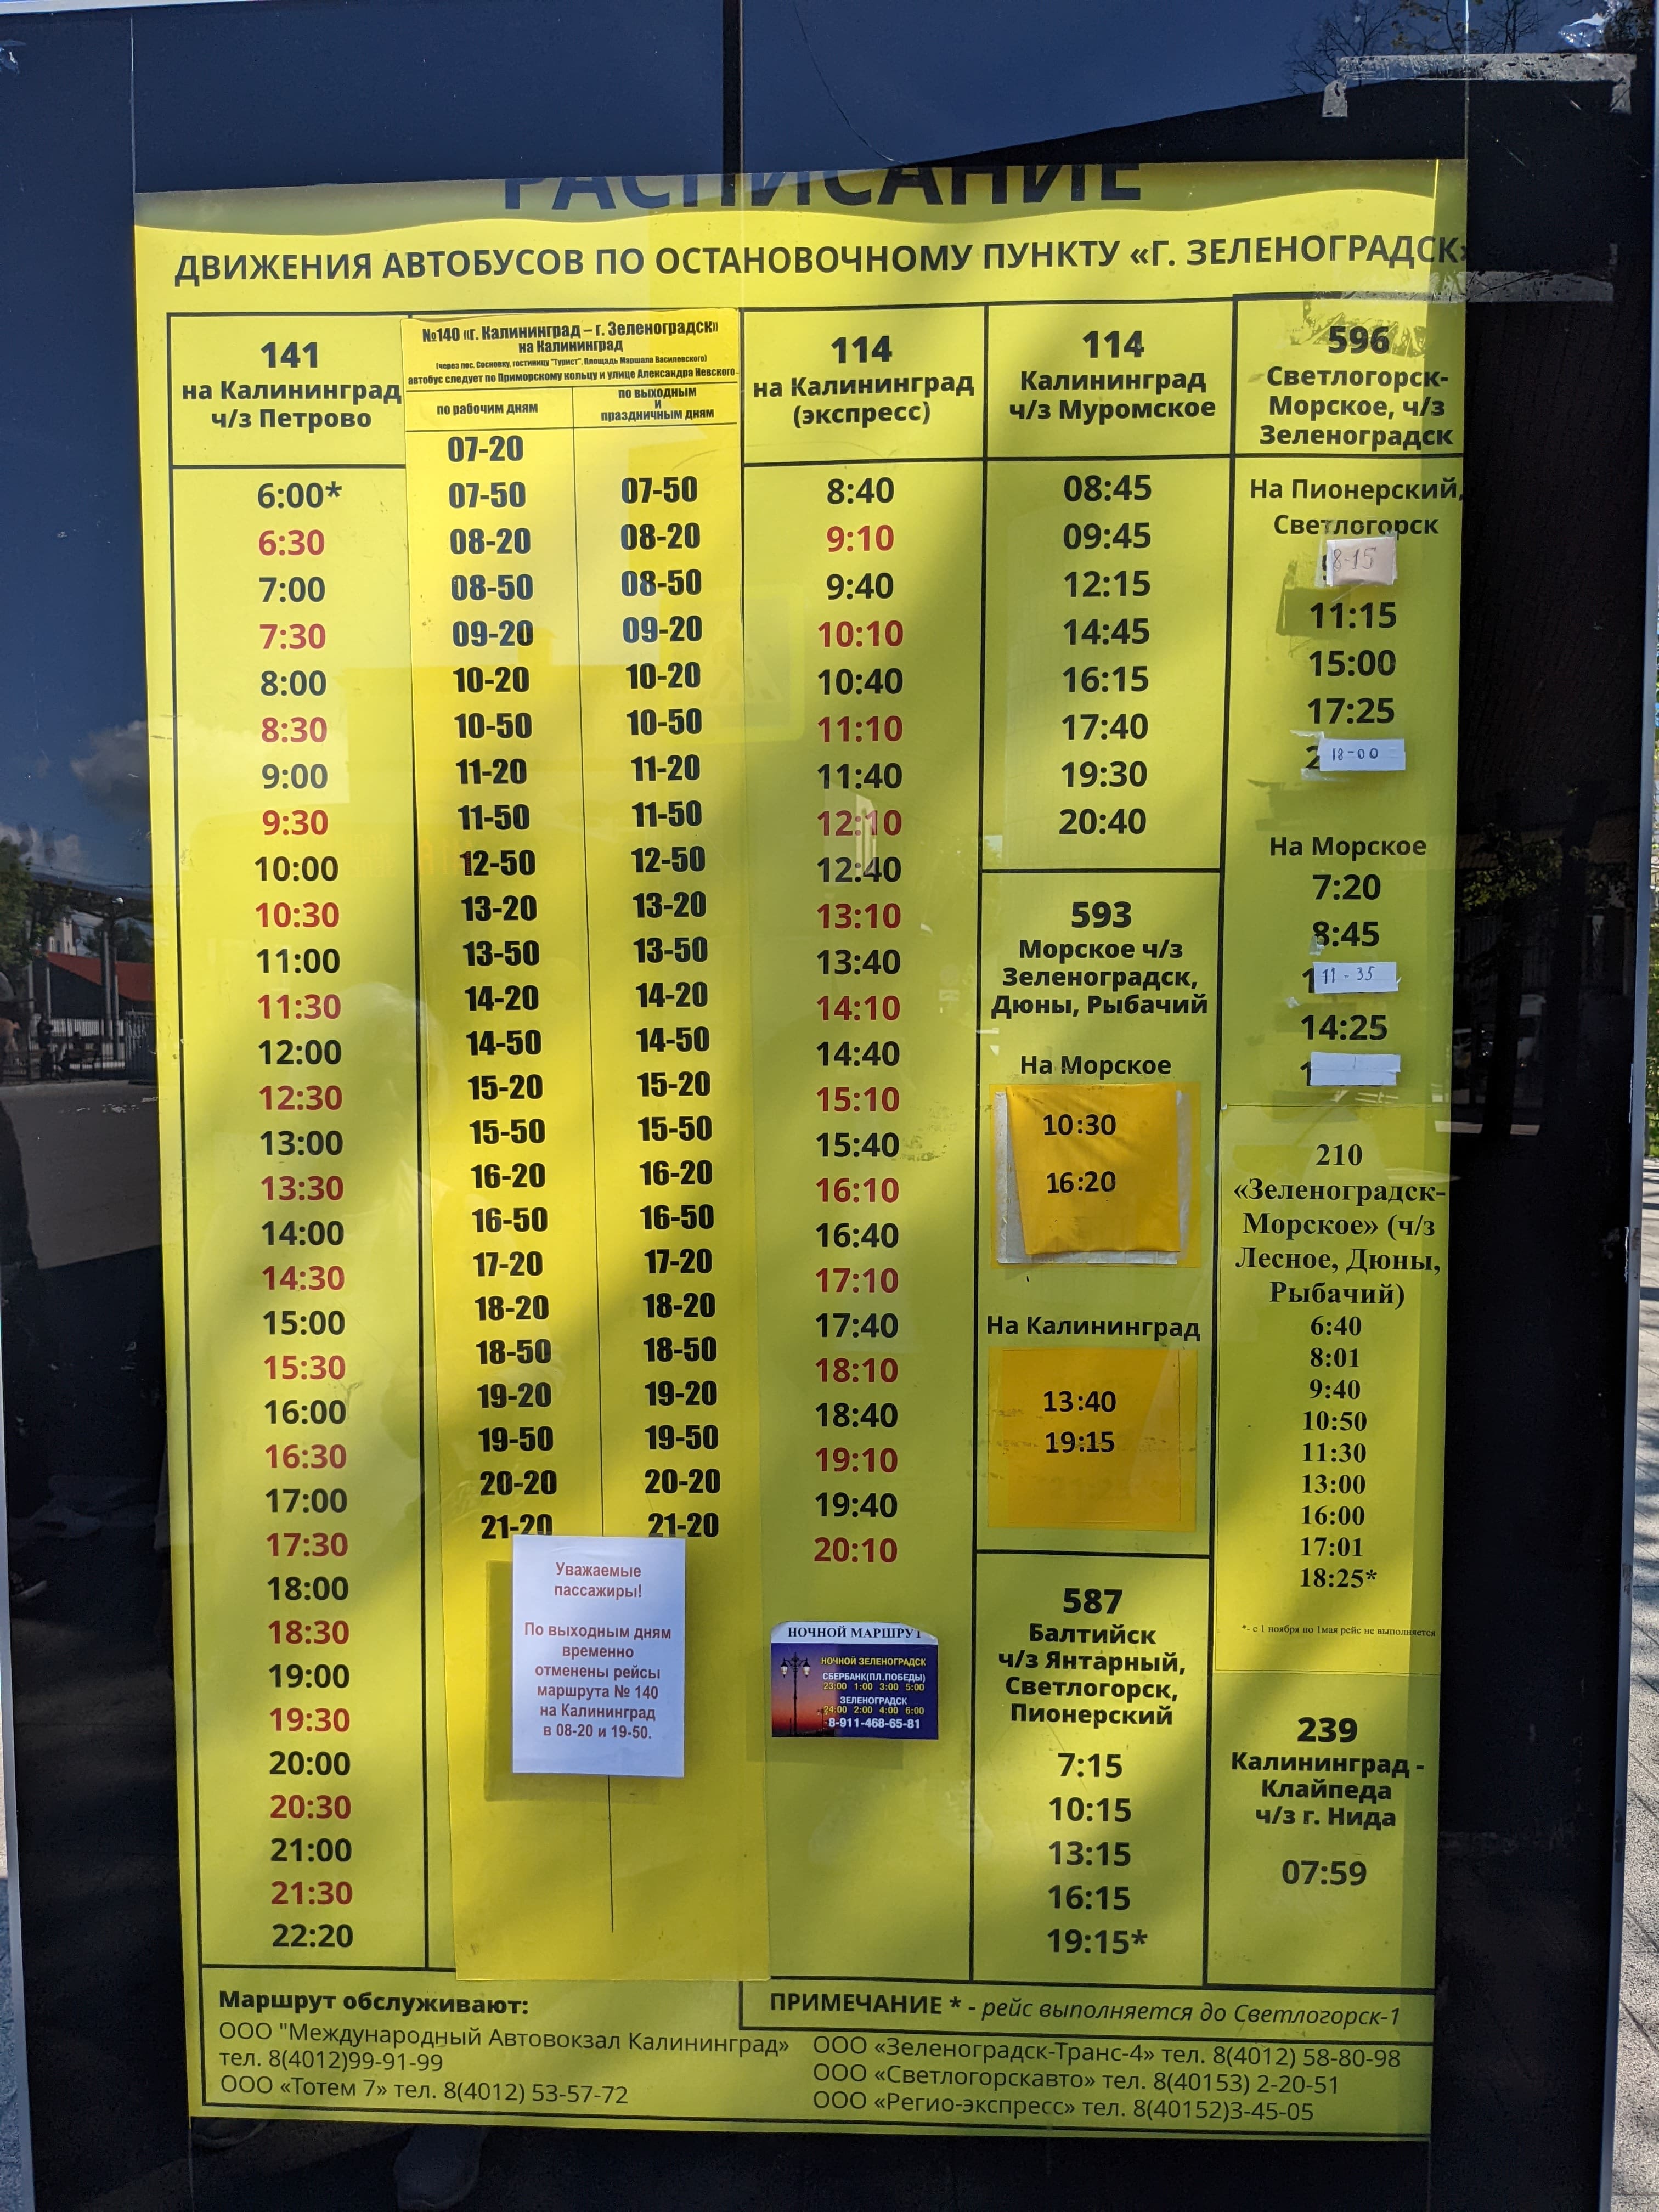 РАСПИСАНИЕ
ДВИЖЕНИЯ АВТОБУСОВ ПО ОСТАНОВОЧНОМУ ПУНКТУ «Г. ЗЕЛЕНОГРАДСК»
141
на Калининград
ч/з Петрово
6:00*
6:30
7:00
7:30
8:00
8:30
9:00
9:30
10:00
10:30
11:00
11:30
12:00
12:30
13:00
13:30
14:00
14:30
15:00
15:30
16:00
16:30
17:00
17:30
18:00
18:30
19:00
19:30
20:00
20:30
21:00
21:30
22:20
№140 «г. Калининград – г. Зеленоградск»
на Калининград
(через пос. Сосновку, гостиницу "Турист", Площадь Маршала Василевского)
автобус следует по Приморскому кольцу и улице Александра Невского
по рабочим дням
07-20
07-50
08-20
08-50
09-20
10-20
10-50
11-20
11-50
12-50
13-20
13-50
14-20
14-50
15-20
15-50
16-20
16-50
17-20
18-20
18-50
19-20
19-50
20-20
21-20
по выходным
и
праздничным дням
07-50
08-20
08-50
09-20
10-20
10-50
11-20
11-50
12-50
13-20
13-50
14-20
14-50
15-20
15-50
16-20
16-50
17-20
18-20
18-50
19-20
19-50
20-20
21-20
Уважаемые
пассажиры!
По выходным дням
временно
отменены рейсы
маршрута № 140
на Калининград
в 08-20 и 19-50.
114
на Калининград
(экспресс)
8:40
9:10
9:40
10:10
10:40
11:10
11:40
12:10
12:40
13:10
13:40
14:10
14:40
15:10
15:40
16:10
16:40
17:10
17:40
18:10
18:40
19:10
19:40
20:10
НОЧНОЙ МАРШРУТ
НОЧНОЙ ЗЕЛЕНОГРАДСК
СБЕРБАНК(ПЛ.ПОБЕДЫ)
23:00 1:00 3:00 5:00
ЗЕЛЕНОГРАДСК
24:00 2:00 4:00 6:00
8-911-468-65-81
114
Калининград
ч/з Муромское
08:45
09:45
12:15
14:45
16:15
17:40
19:30
20:40
593
Морское ч/з
Зеленоградск,
Дюны, Рыбачий
На Морское
10:30
16:20
На Калининград
13:40
19:15
587
Балтийск
ч/з Янтарный,
Светлогорск,
Пионерский
7:15
10:15
13:15
16:15
19:15*
596
Светлогорск-
Морское, ч/з
Зеленоградск
На Пионерский,
Светлогорск
8-15
11:15
15:00
17:25
18-00
На Морское
7:20
8:45
11-35
14:25
210
«Зеленоградск-
Морское» (ч/з
Лесное, Дюны,
Рыбачий)
6:40
8:01
9:40
10:50
11:30
13:00
16:00
17:01
18:25*
*- с 1 ноября по 1мая рейс не выполняется
239
Калининград -
Клайпеда
ч/з г. Нида
07:59
Маршрут обслуживают:
ООО "Международный Автовокзал Калининград»
тел. 8(4012)99-91-99
ООО «Тотем 7» тел. 8(4012) 53-57-72
ПРИМЕЧАНИЕ * - рейс выполняется до Светлогорск-1
ООО «Зеленоградск-Транс-4» тел. 8(4012) 58-80-98
ООО «Светлогорскавто» тел. 8(40153) 2-20-51
ООО «Регио-экспресс» тел. 8(40152)3-45-05